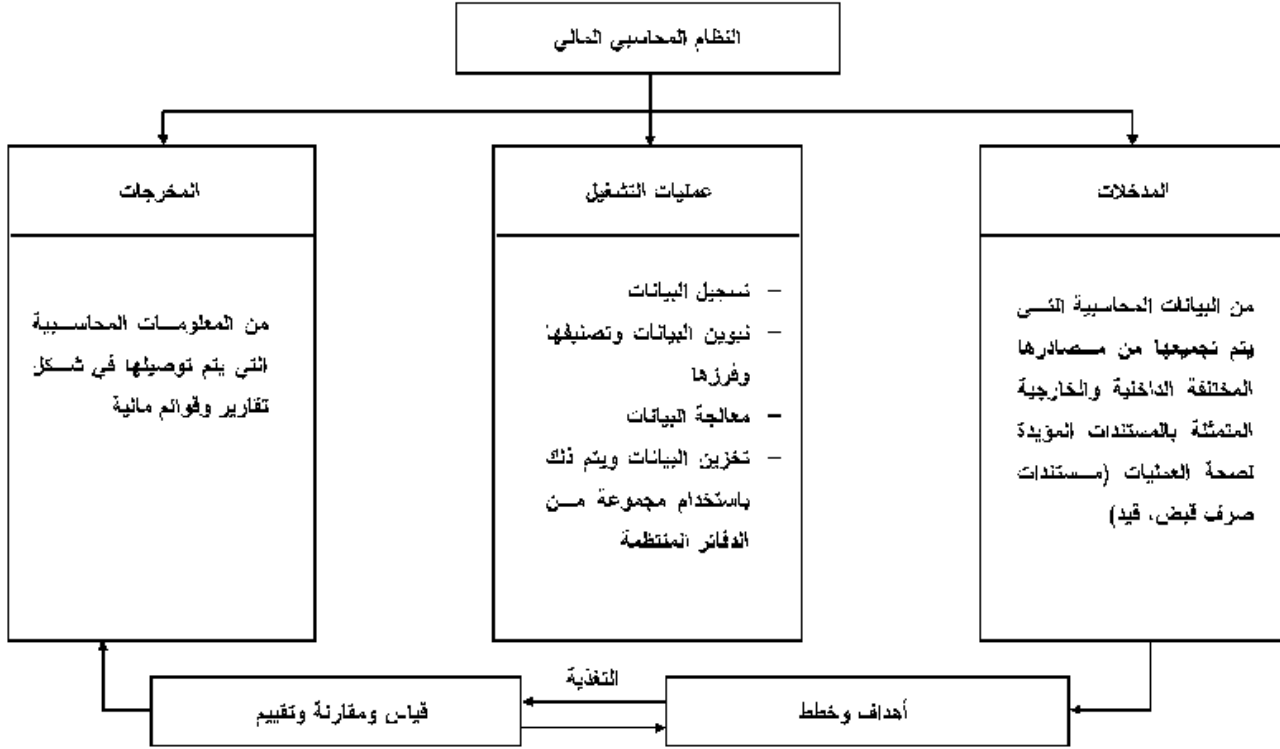 النظام المحاسبي المالي
المدخلات
من البيانات المحاسبية التي
يتم تجميعها من مصادرها
المختلفة الداخلية والخارجية
المتمثلة بالمستندات المؤيدة
لصحة العمليات (مستندات
صرف قبض، قيد)
عمليات التشغيل
– تسجيل البيانات
– تبوين البيانات وتصنيفها
وفرزها
– معالجة البيانات
– تخزين البيانات ويتم ذلك
باستخدام مجموعة من
الدفاتر المنتظمة
المخرجات
من المعلومات المحاسبية
التي يتم توصيلها في شكل
تقارير وقوائم مالية
أهداف وخطط
التغذية
قياس ومقارنة وتقييم